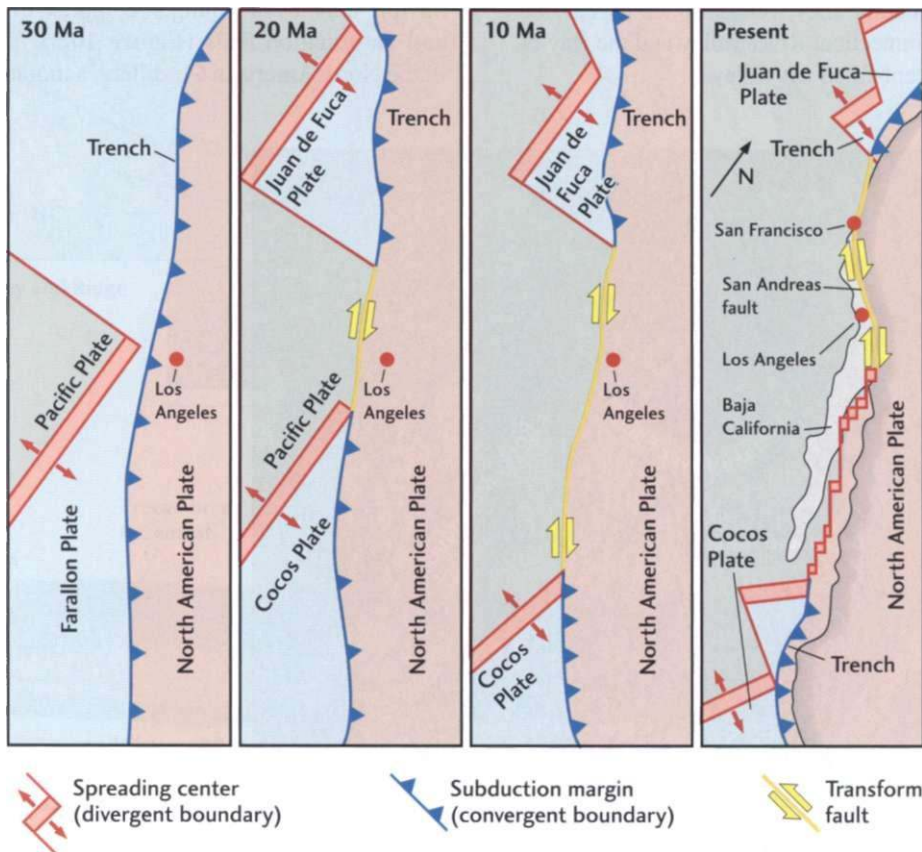 30 Ma
Trench
Pacific Plate
Los
Angeles
Farallon Plate
North American Plate
20 Ma
Juan de Fuca
Plate
Trench
Pacific Plate
Los
Angeles
Cocos Plate
North American Plate
10 Ma
Juan de
Fuca
Plate
Trench
Los
Angeles
Cocos
Plate
North American Plate
Present
Juan de Fuca
Plate
Trench
N
San Francisco
San Andreas
fault
Los Angeles
Baja
California
Cocos
Plate
North American Plate
Trench
Spreading center
(divergent boundary)
Subduction margin
(convergent boundary)
Transform
fault